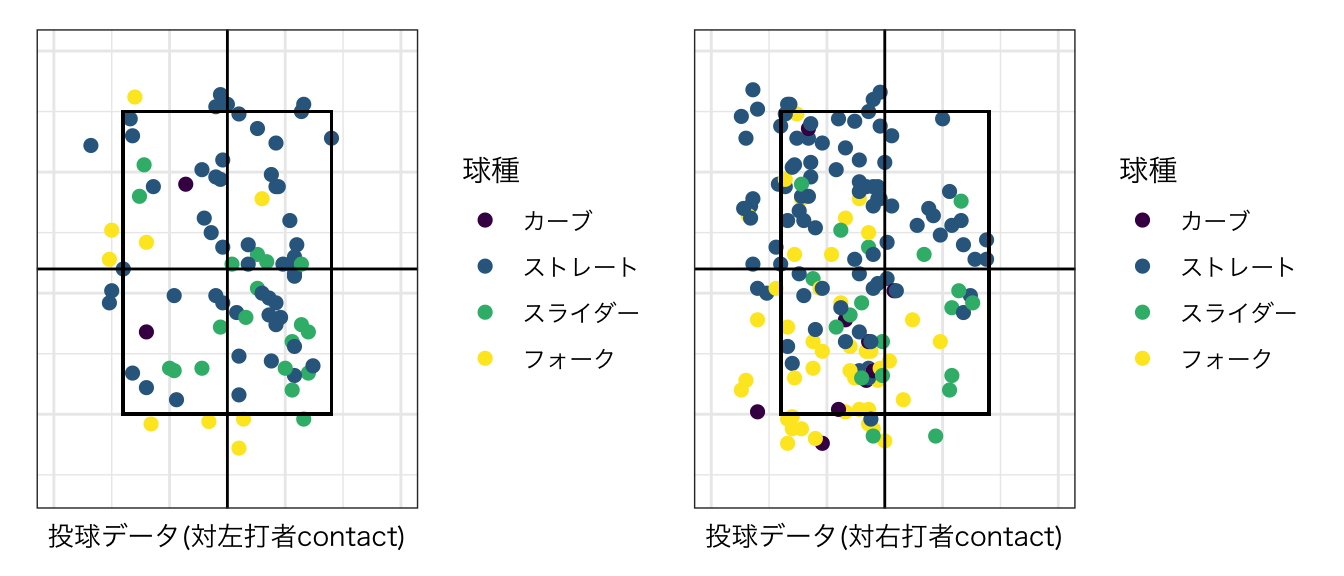 球種
カーブ
ストレート
スライダー
フォーク
投球データ(対左打者contact)
球種
カーブ
ストレート
スライダー
フォーク
投球データ(対右打者contact)